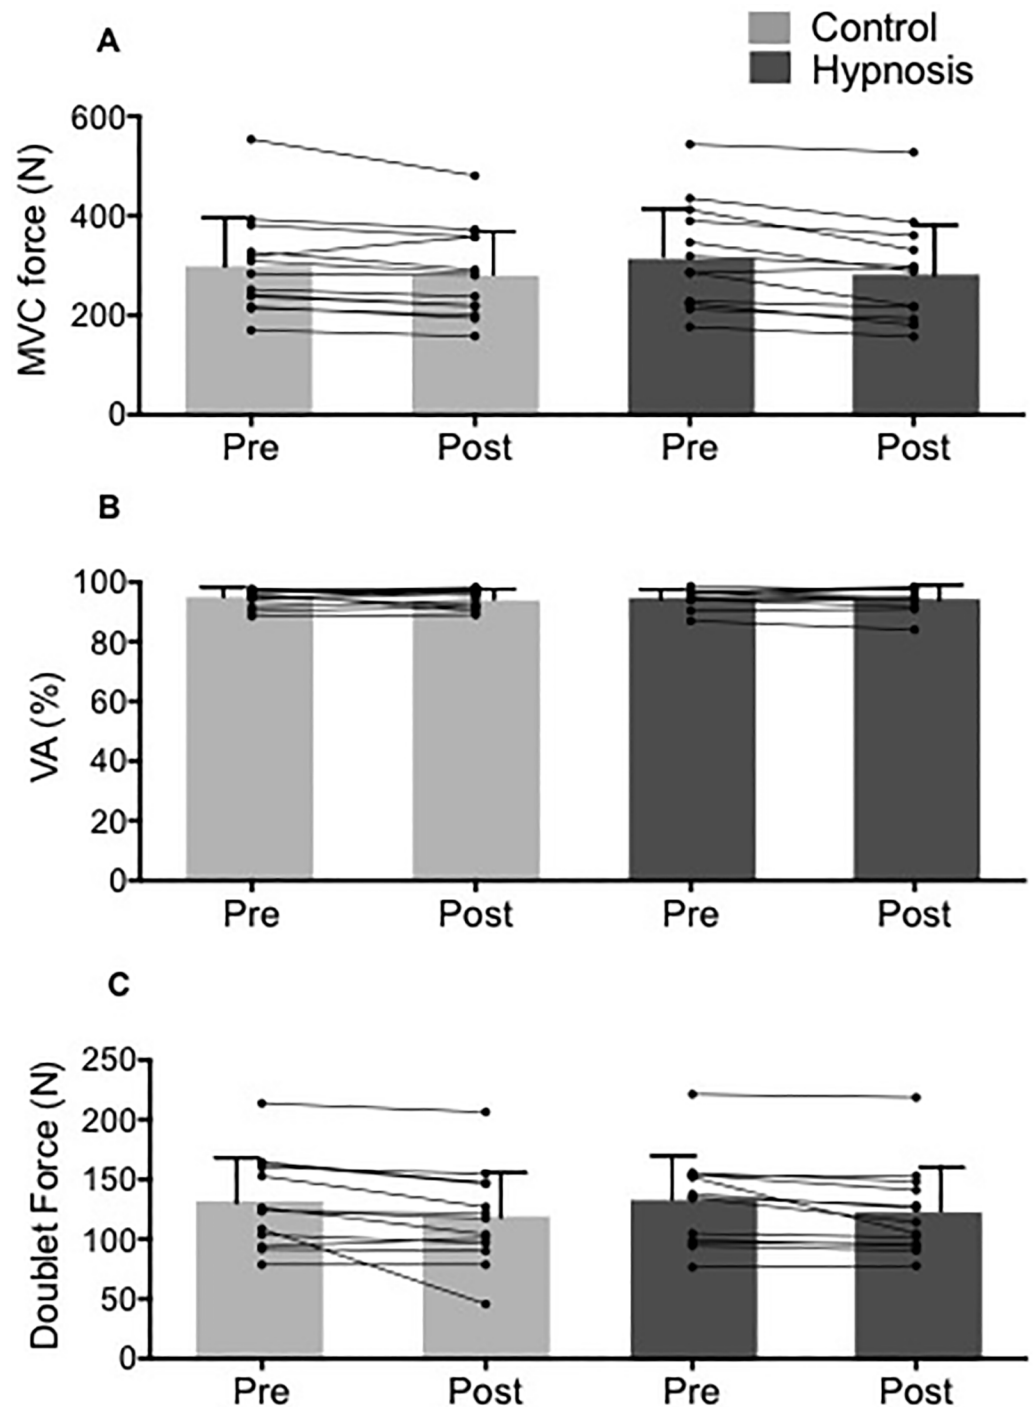 A
Control
Hypnosis
MVC force (N)
600
400
200
0
Pre Post Pre Post
B
VA (%)
100
80
60
40
20
0
Pre Post Pre Post
C
Doublet Force (N)
250
200
150
100
50
0
Pre Post Pre Post